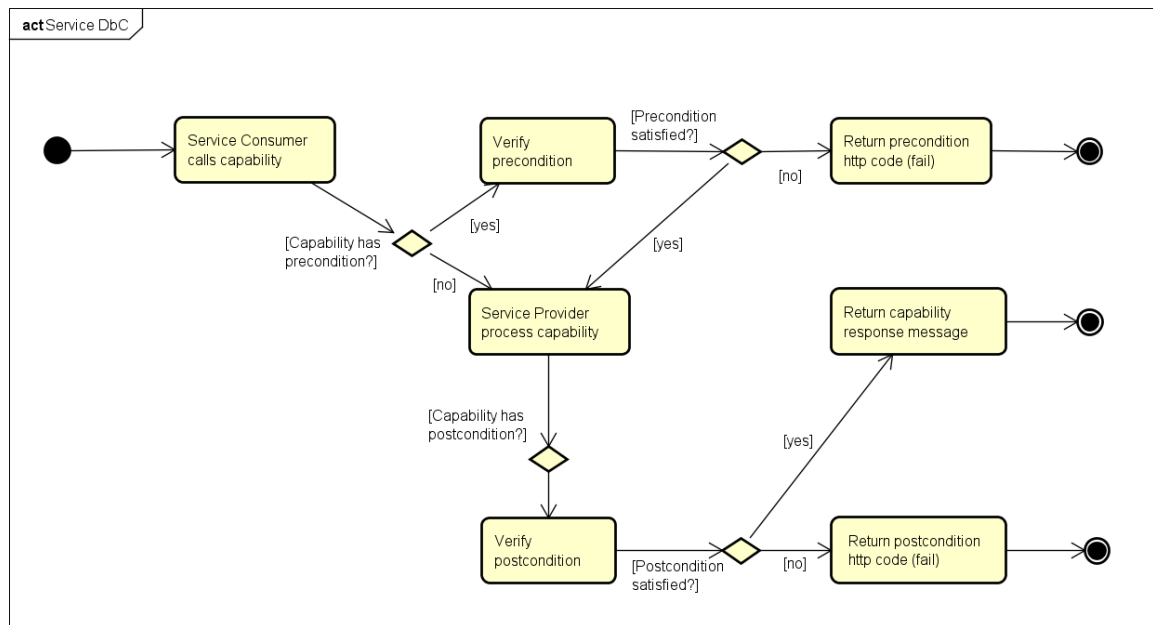 act Service DbC
Service Consumer
calls capability
Verify
precondition
[Precondition
satisfied?]
Return precondition
http code (fail)
[no]
[Capability has
precondition?]
[yes]
[no]
[yes]
Service Provider
process capability
Return capability
response message
[Capability has
postcondition?]
[yes]
Verify
postcondition
[Postcondition
satisfied?]
[no]
Return postcondition
http code (fail)